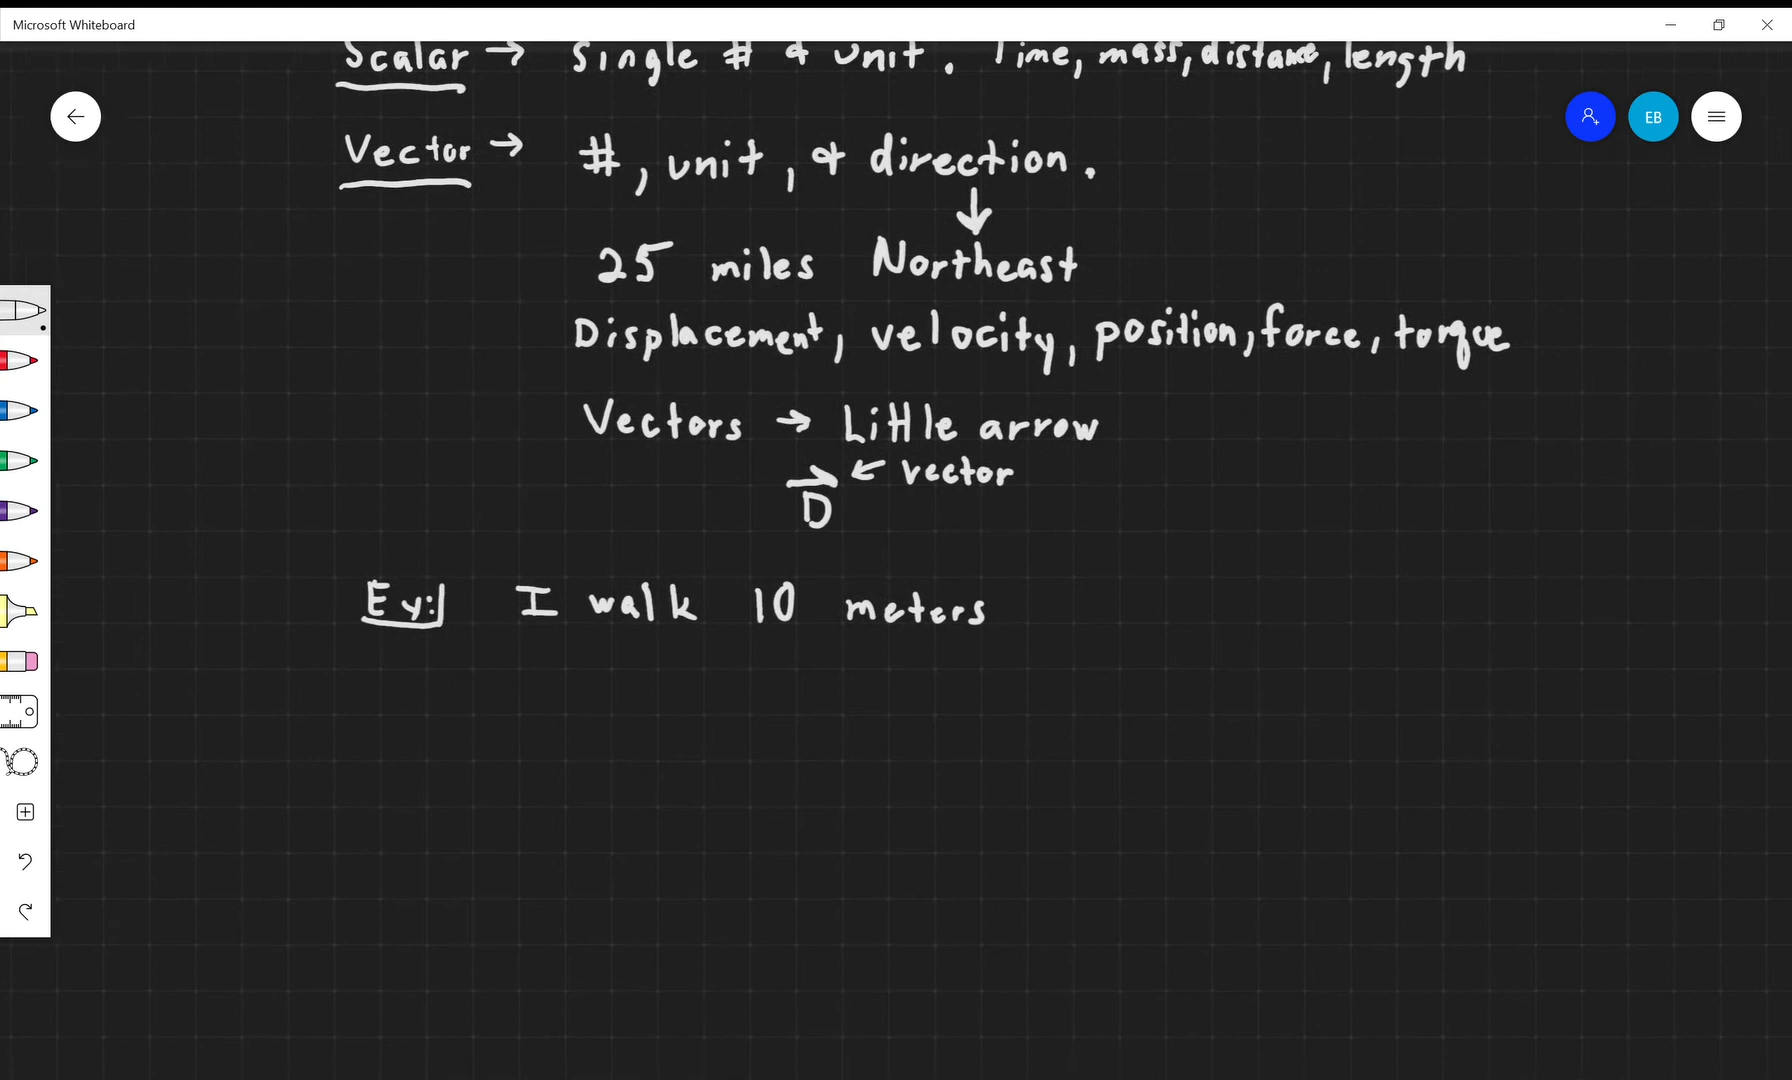 Microsoft Whiteboard
Scalar → Single # & unit. Time, mass, distance, length
EB
Vector → #, unit, & direction.
↓
25 miles Northeast
Displacement, velocity, position, force, torque
Vectors → Little arrow
→ ← vector
D
Ex: I walk 10 meters